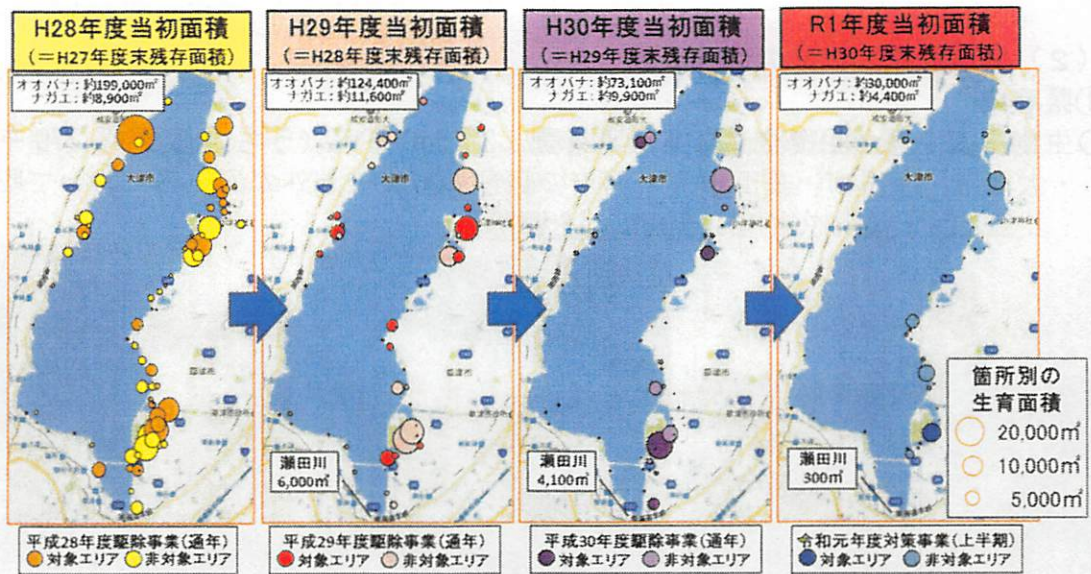 H28年度当初面積
(=H27年度末残存面積)
オオバナ:約199,000㎡
ナガエ:約8,900㎡
大津市
平成28年度駆除事業(通年)
対象エリア 非対象エリア
H29年度当初面積
(=H28年度末残存面積)
オオバナ:約124,400㎡
ナガエ:約11,600㎡
大津市
瀬田川
6,000㎡
平成29年度駆除事業(通年)
対象エリア 非対象エリア
H30年度当初面積
(=H29年度末残存面積)
オオバナ:約73,100㎡
ナガエ:約9,900㎡
大津市
瀬田川
4,100㎡
平成30年度駆除事業(通年)
対象エリア 非対象エリア
R1年度当初面積
(=H30年度末残存面積)
オオバナ:約30,000㎡
ナガエ:約4,400㎡
大津市
瀬田川
300㎡
令和元年度対策事業(上半期)
対象エリア 非対象エリア
箇所別の
生育面積
20,000㎡
10,000㎡
5,000㎡